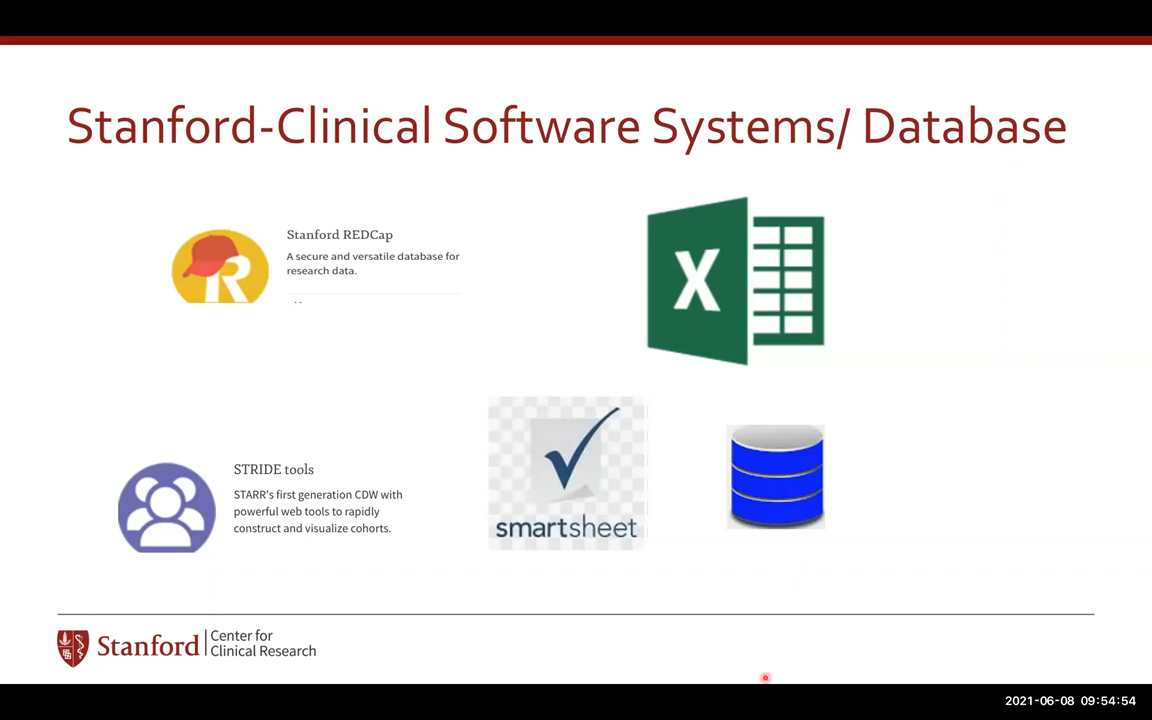 Stanford-Clinical Software Systems/ Database
Stanford REDCap
A secure and versatile database for
research data.
R
X
STRIDE tools
STARR's first generation CDW with
powerful web tools to rapidly
construct and visualize cohorts.
smartsheet
Stanford
Center for
Clinical Research
2021-06-08 09:54:54